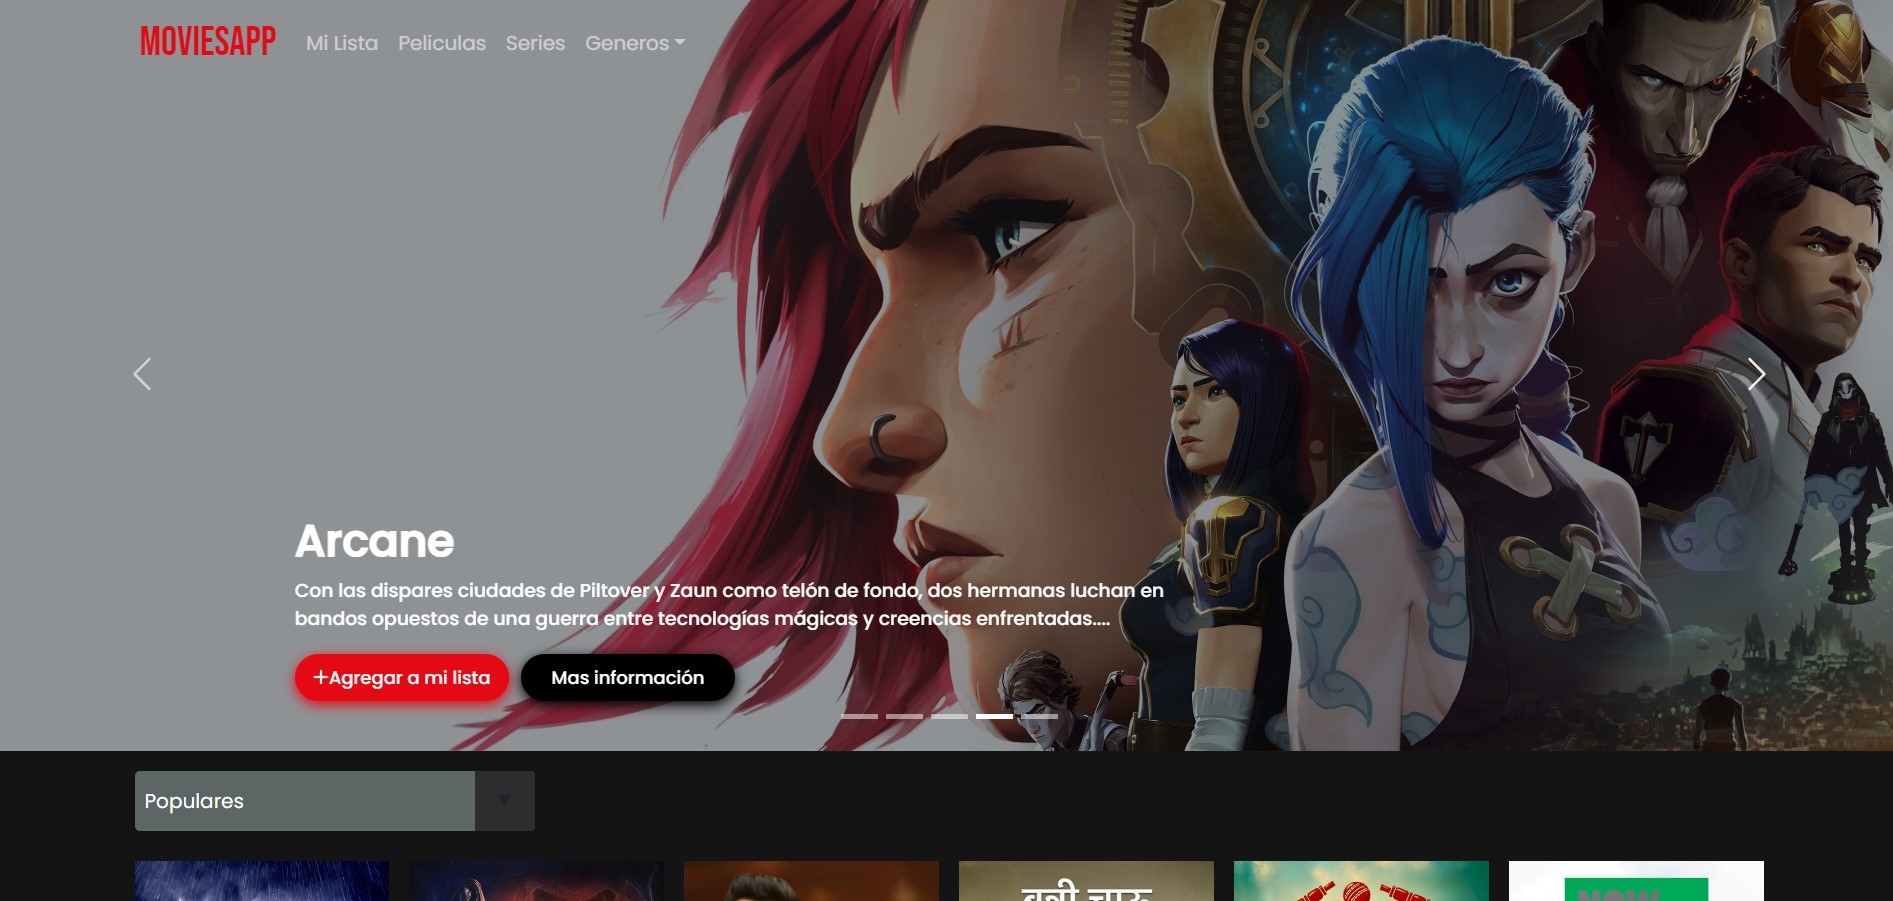 MOVIESAPP
Mi Lista
Peliculas
Series
Generos
Arcane
Con las dispares ciudades de Piltover y Zaun como telón de fondo, dos hermanas luchan en
bandos opuestos de una guerra entre tecnologías mágicas y creencias enfrentadas....
+Agregar a mi lista
Mas información
Populares